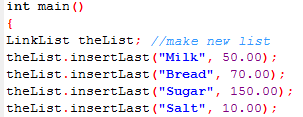 int main()
{
LinkList theList; //make new list
theList.insertLast("Milk", 50.00);
theList.insertLast("Bread", 70.00);
theList.insertLast("Sugar", 150.00);
theList.insertLast("Salt", 10.00);